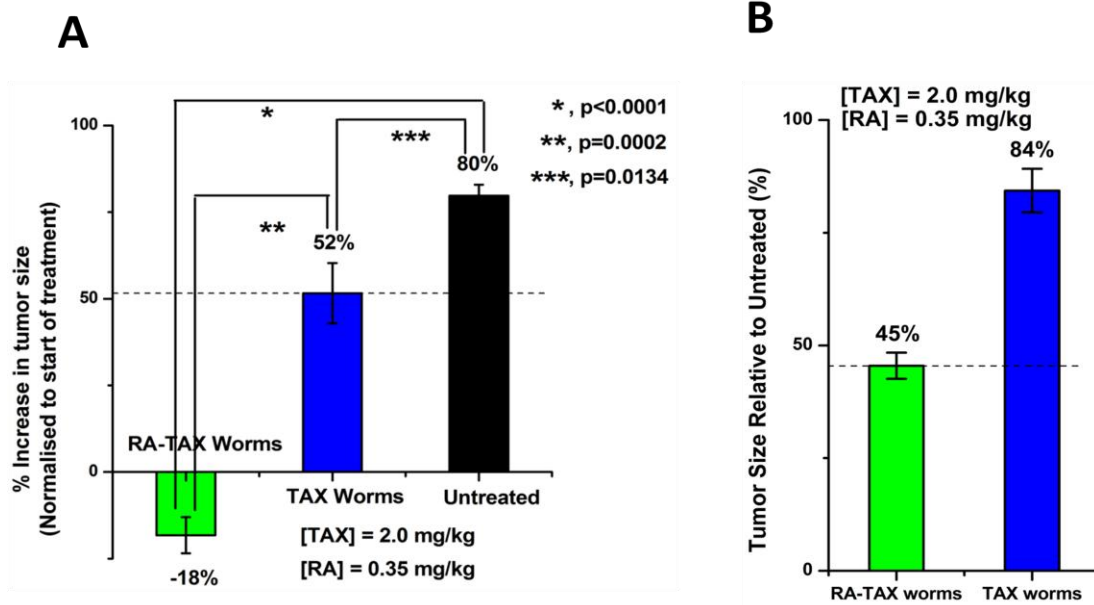 A
% Increase in tumor size
(Normalised to start of treatment)
100
50
0
*
**
***
*, p<0.0001
**, p=0.0002
***, p=0.0134
80%
52%
-18%
RA-TAX Worms
TAX Worms
Untreated
[TAX] = 2.0 mg/kg
[RA] = 0.35 mg/kg
B
Tumor Size Relative to Untreated (%)
100
50
0
[TAX] = 2.0 mg/kg
[RA] = 0.35 mg/kg
84%
45%
RA-TAX worms
TAX worms